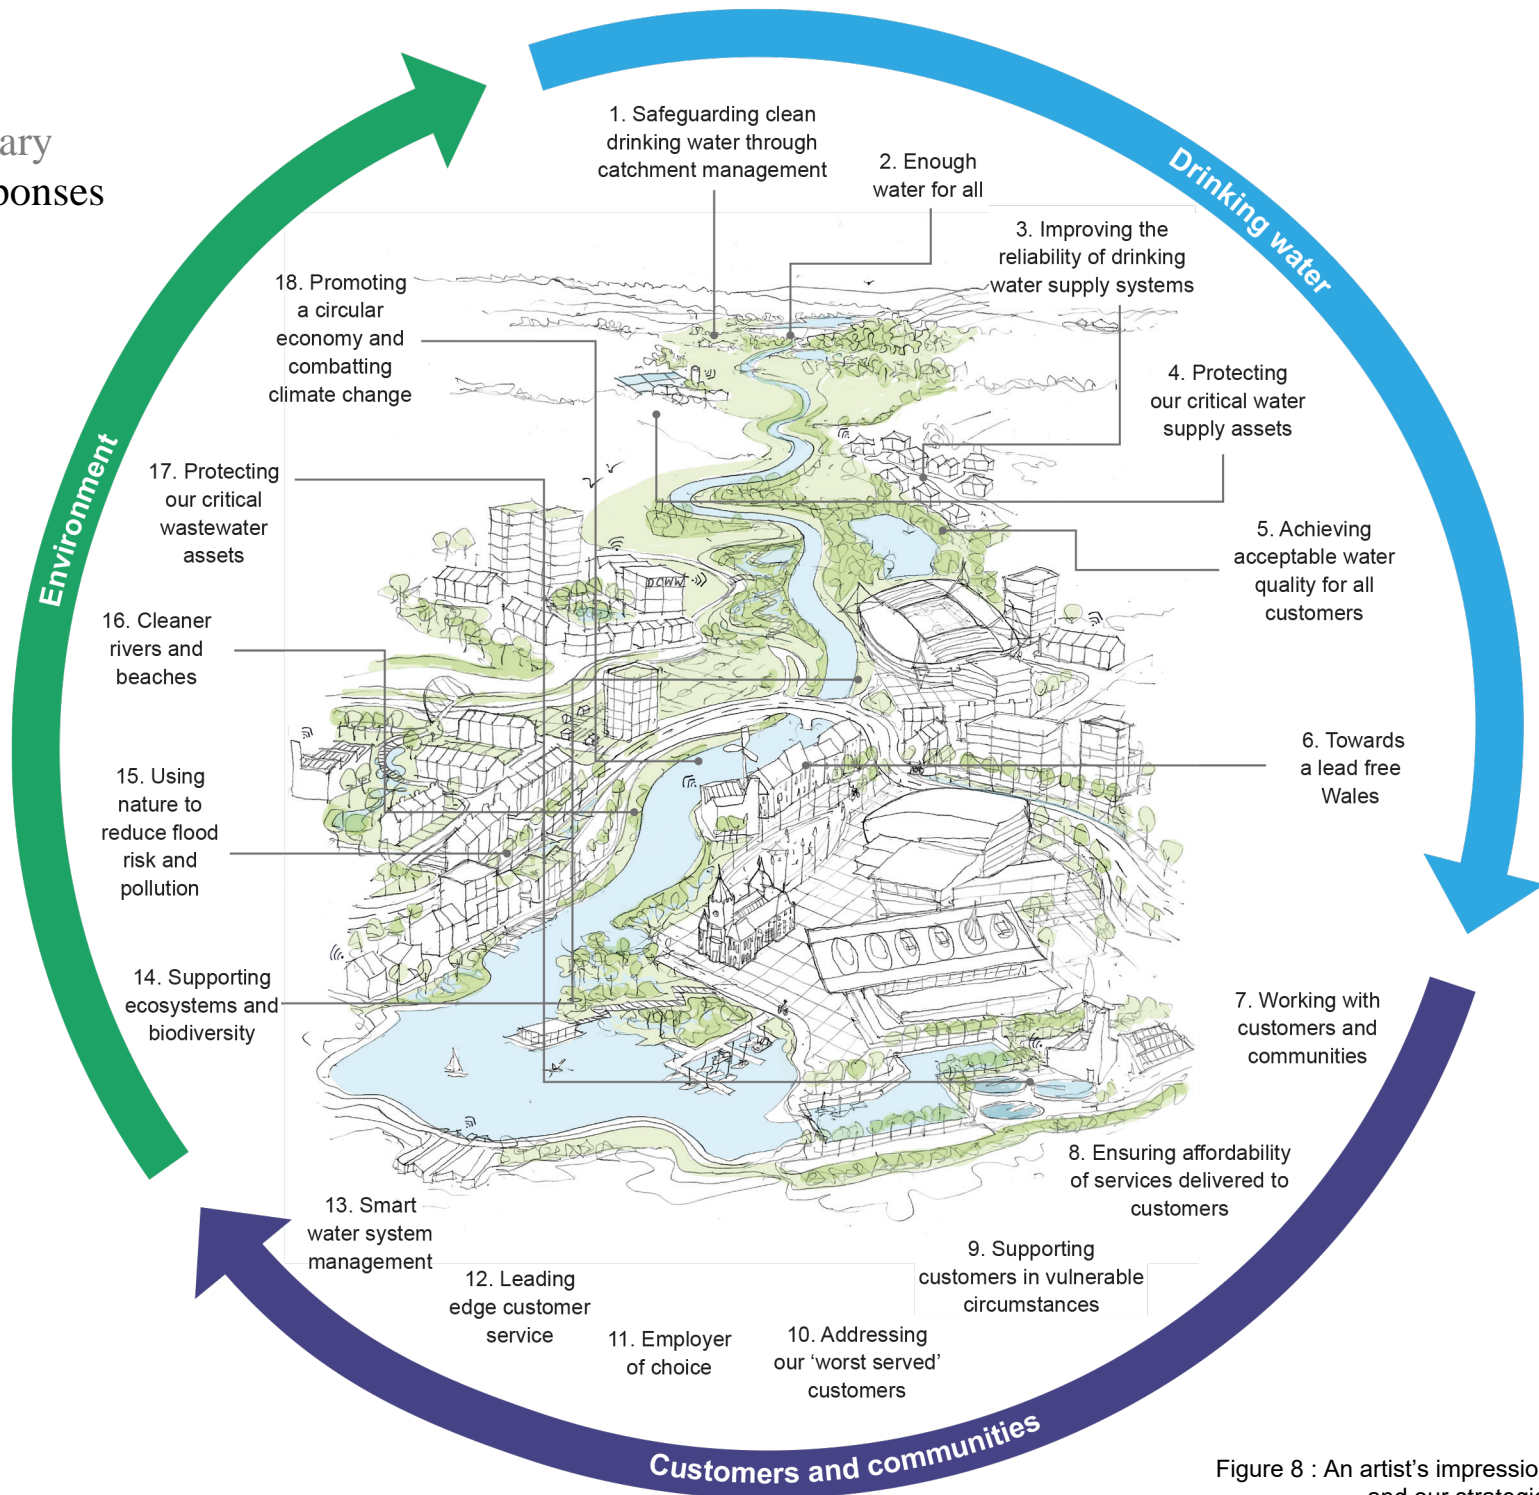 ary
ponses
1. Safeguarding clean
drinking water through
catchment management
2. Enough
water for all
3. Improving the
reliability of drinking
water supply systems
4. Protecting
our critical water
supply assets
5. Achieving
acceptable water
quality for all
customers
6. Towards
a lead free
Wales
7. Working with
customers and
communities
8. Ensuring affordability
of services delivered to
customers
9. Supporting
customers in vulnerable
circumstances
10. Addressing
our ‘worst served’
customers
11. Employer
of choice
12. Leading
edge customer
service
13. Smart
water system
management
14. Supporting
ecosystems and
biodiversity
15. Using
nature to
reduce flood
risk and
pollution
16. Cleaner
rivers and
beaches
17. Protecting
our critical
wastewater
assets
18. Promoting
a circular
economy and
combatting
climate change
Drinking water
Customers and communities
Environment
DCWW
Figure 8 : An artist’s impressio
and our strategi